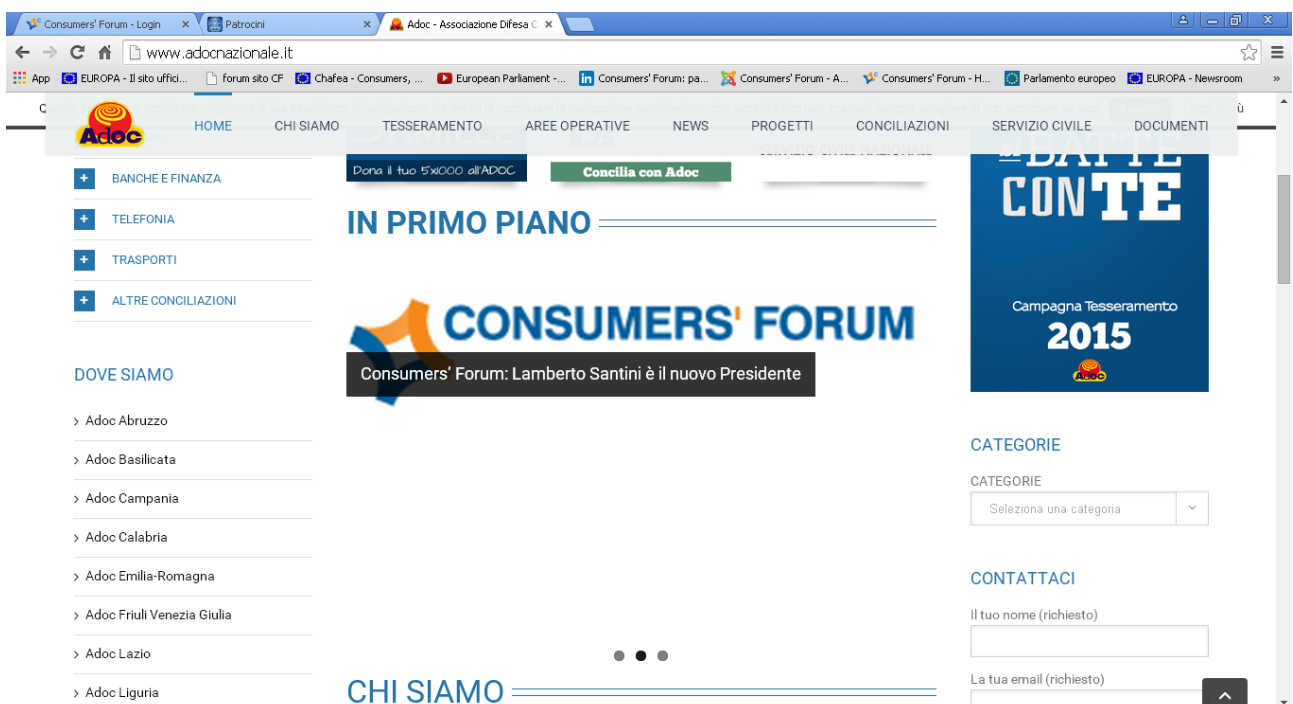 Consumers' Forum - Login
Patrocini
Adoc - Associazione Difesa C
www.adocnazionale.it
App
EUROPA - Il sito uffici...
forum sito CF
Chafea - Consumers, ...
European Parliament -...
Consumers' Forum: pa...
Consumers' Forum - A...
Consumers' Forum - H...
Parlamento europeo
EUROPA - Newsroom
»
Adoc
HOME
CHI SIAMO
TESSERAMENTO
AREE OPERATIVE
NEWS
PROGETTI
CONCILIAZIONI
SERVIZIO CIVILE
DOCUMENTI
BANCHE E FINANZA
TELEFONIA
TRASPORTI
ALTRE CONCILIAZIONI
DOVE SIAMO
> Adoc Abruzzo
> Adoc Basilicata
> Adoc Campania
> Adoc Calabria
> Adoc Emilia-Romagna
> Adoc Friuli Venezia Giulia
> Adoc Lazio
> Adoc Liguria
Dona il tuo 5x1000 all'ADOC
Concilia con Adoc
SERVIZIO CIVILE NAZIONALE
IN PRIMO PIANO
CONSUMERS' FORUM
Consumers' Forum: Lamberto Santini è il nuovo Presidente
CHI SIAMO
si BATTE
CON TE
Campagna Tesseramento
2015
Adoc
CATEGORIE
CATEGORIE
Seleziona una categoria
CONTATTACI
Il tuo nome (richiesto)
La tua email (richiesto)